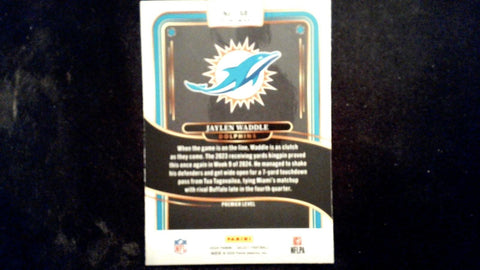 JAYLEN WADDLE
DOLPHINS
When the game is on the line, Waddle is as clutch
as they come. The 2023 receiving yards kingpin proved
this once again in Week 9 of 2024. He managed to shake
his defenders and get wide open for a 7-yard touchdown
pass from Tua Tagovailoa, tying Miami's matchup
with rival Buffalo late in the fourth quarter.
PREMIER LEVEL
PANINI
NFL
NFLPA